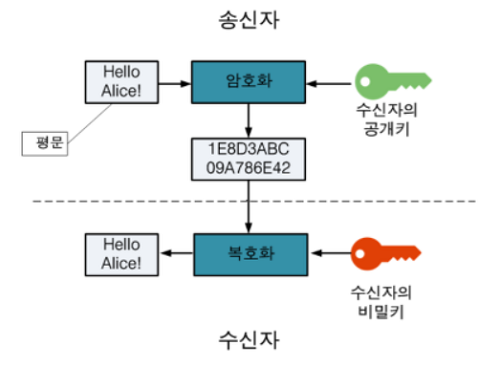 송신자
Hello
Alice!
암호화
수신자의
공개키
평문
1E8D3ABC
09A786E42
Hello
Alice!
복호화
수신자의
비밀키
수신자